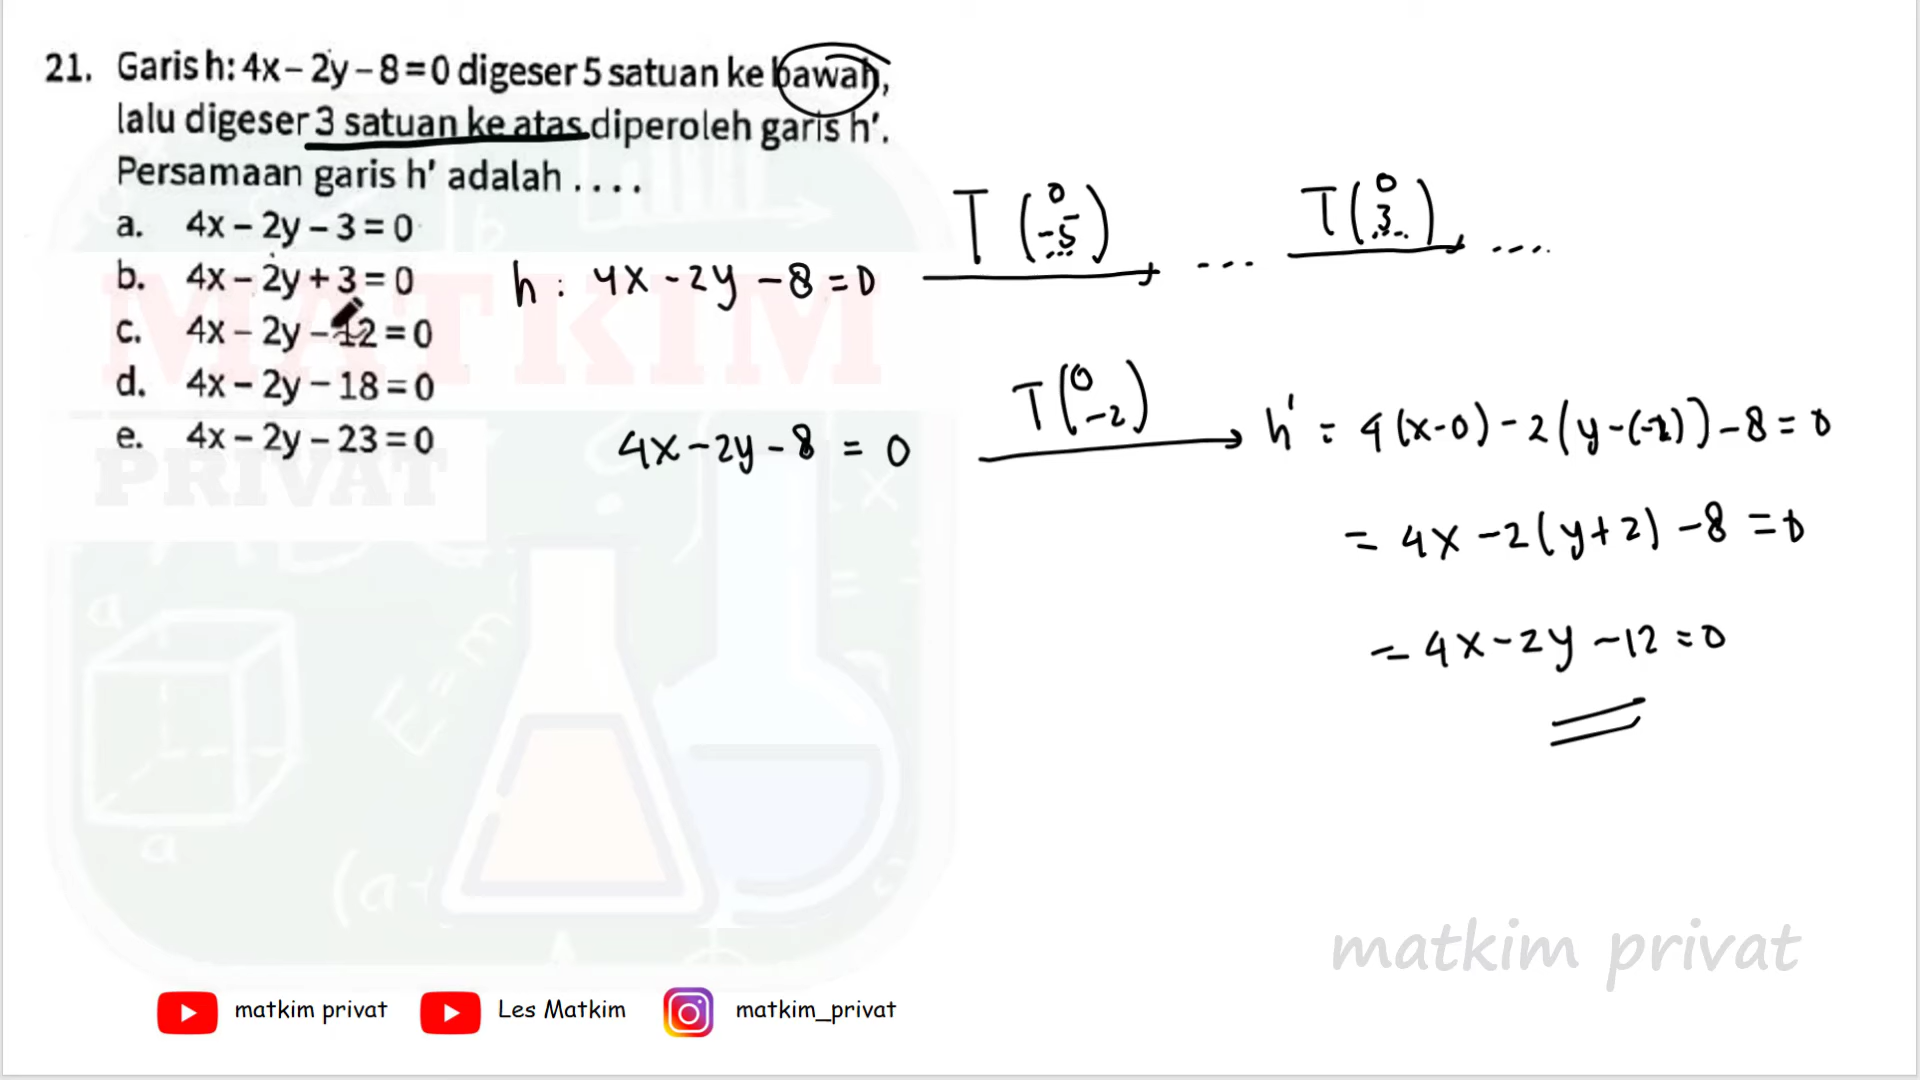 21. Garis h: 4x – 2y – 8 = 0 digeser 5 satuan ke bawah,
lalu digeser 3 satuan ke atas diperoleh garis h'.
Persamaan garis h' adalah . . . .
a. 4x – 2y – 3 = 0
b. 4x – 2y + 3 = 0
c. 4x – 2y – 12 = 0
d. 4x – 2y – 18 = 0
e. 4x – 2y – 23 = 0
T(0 -5) T(0 3)
h : 4x - 2y - 8 = 0 ... ....
T(0 -2)
4x - 2y - 8 = 0 → h' = 4(x-0) - 2(y-(-2)) - 8 = 0
= 4x - 2(y+2) - 8 = 0
= 4x - 2y - 12 = 0
MATKIM
PRIVAT
a
E=m
a
(a+
x
=
matkim privat
matkim privat Les Matkim matkim_privat